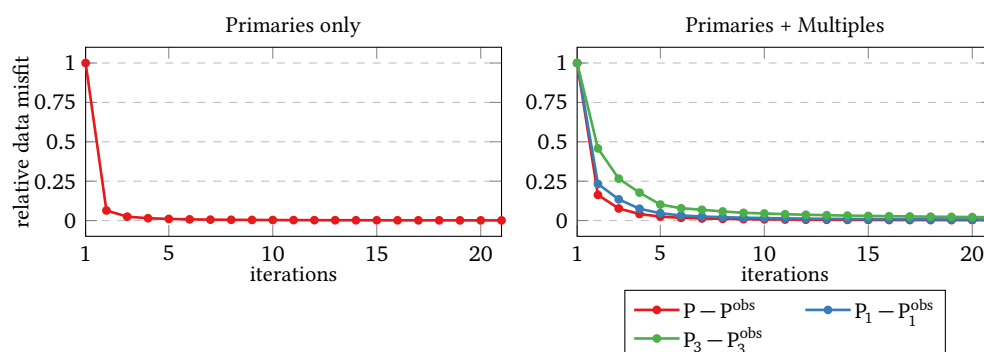 Primaries only
relative data misfit
1
0.75
0.5
0.25
0
1 5 10 15 20
iterations
Primaries + Multiples
1
0.75
0.5
0.25
0
1 5 10 15 20
iterations
P − P^obs
P_1 − P_1^obs
P_3 − P_3^obs